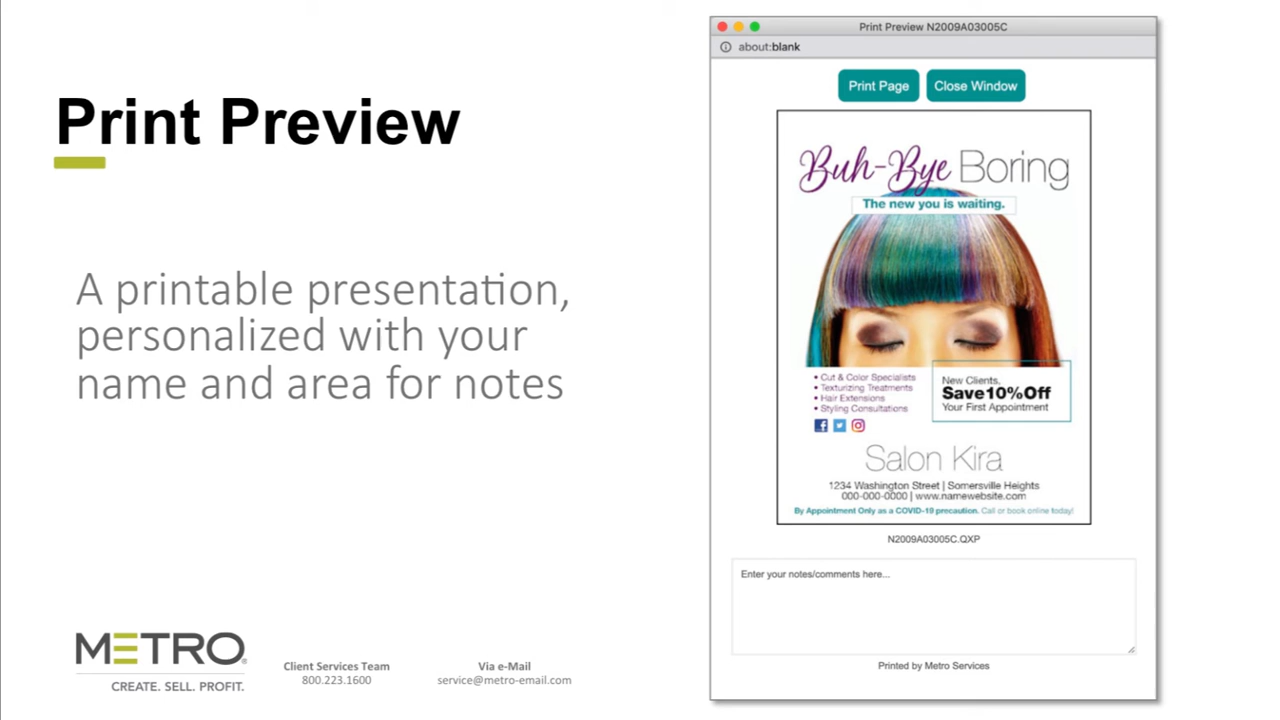 Print Preview
A printable presentation,
personalized with your
name and area for notes
METRO®
CREATE. SELL. PROFIT.
Client Services Team
800.223.1600
Via e-Mail
service@metro-email.com
Print Preview N2009A03005C
about:blank
Print Page
Close Window
Buh-Bye Boring
The new you is waiting.
• Cut & Color Specialists
• Texturizing Treatments
• Hair Extensions
• Styling Consultations
New Clients.
Save10%Off
Your First Appointment
Salon Kira
1234 Washington Street | Somersville Heights
000-000-0000 | www.namewebsite.com
By Appointment Only as a COVID-19 precaution. Call or book online today!
N2009A03005C.QXP
Enter your notes/comments here...
Printed by Metro Services